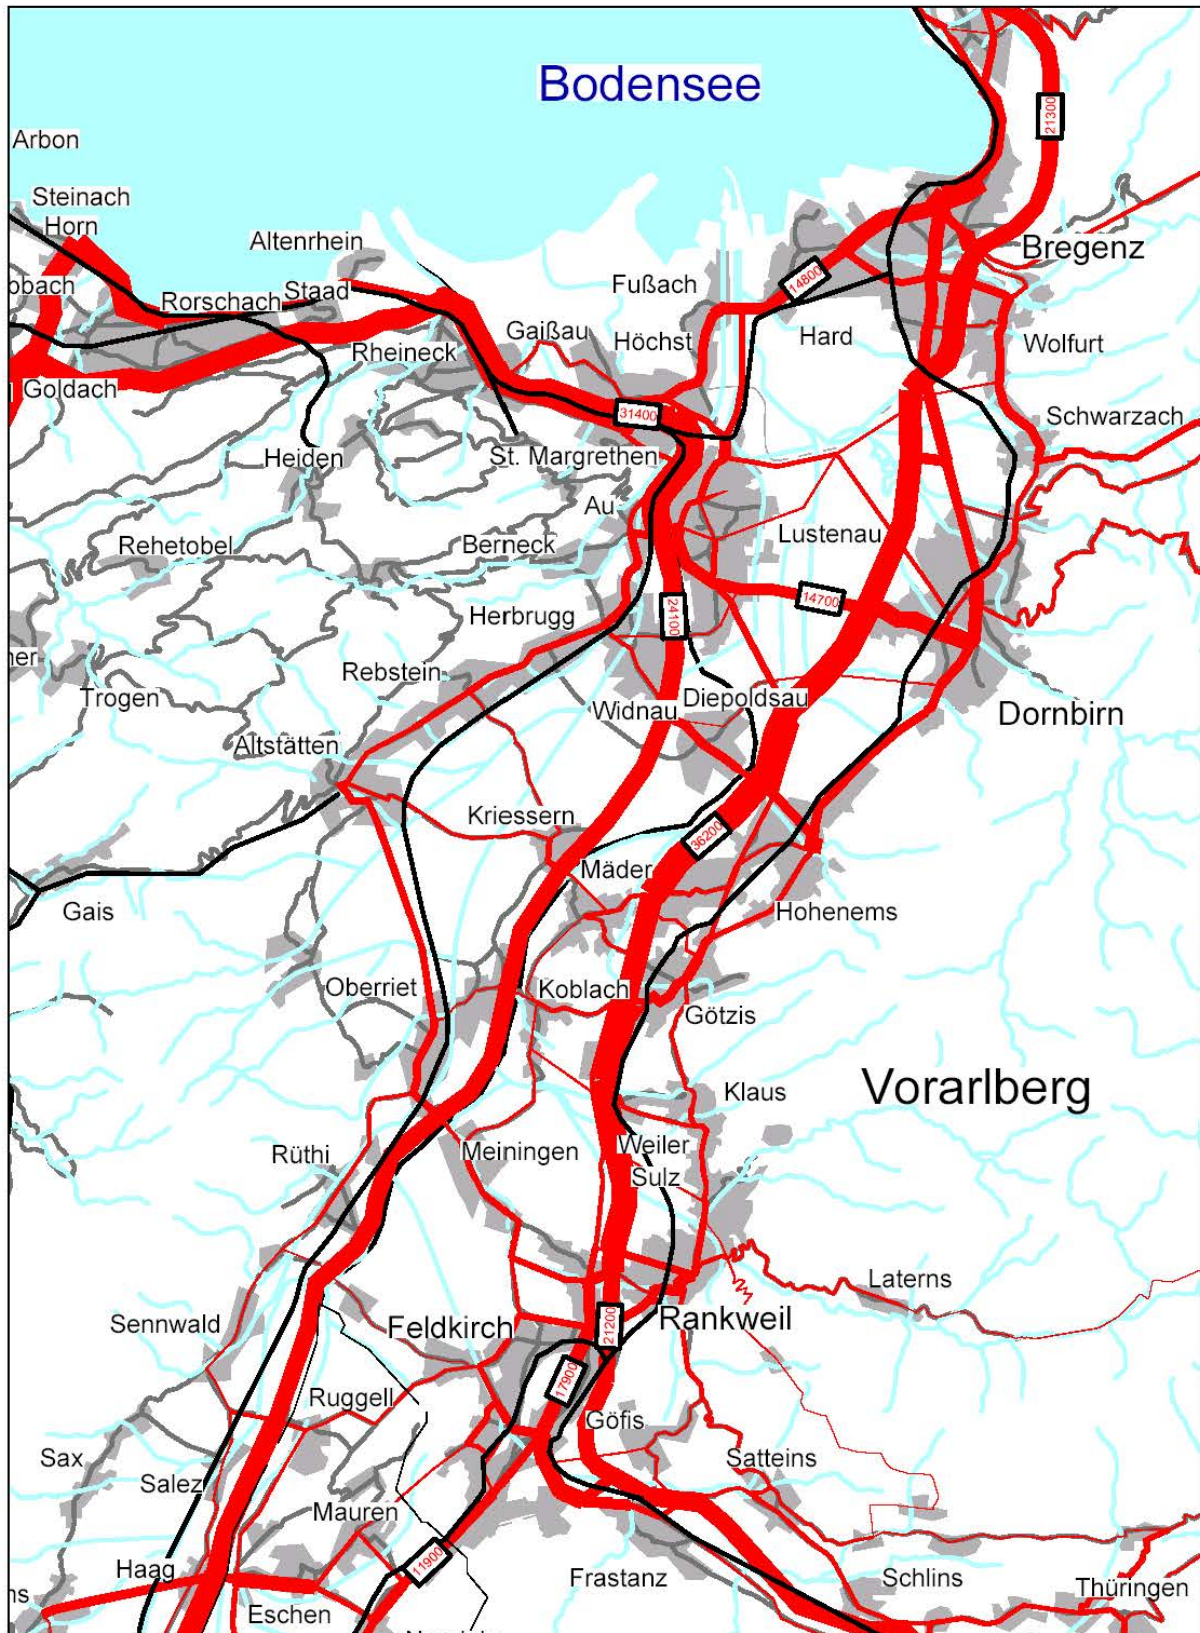 Bodensee
21300
Arbon
Steinach
Horn
Altenrhein
Bregenz
bbach
Rorschach
Staad
Fußach
14800
Gaißau
Höchst
Hard
Wolfurt
Rheineck
Goldach
31400
Schwarzach
Heiden
St. Margrethen
Au
Lustenau
Rehetobel
Berneck
14700
Herbrugg
24100
ner
Rebstein
Trogen
Widnau
Diepoldsau
Dornbirn
Altstätten
Kriessern
36200
Mäder
Gais
Hohenems
Oberriet
Koblach
Götzis
Klaus
Vorarlberg
Rüthi
Meiningen
Weiler
Sulz
Laterns
Sennwald
Feldkirch
21200
Rankweil
17900
Ruggell
Göfis
Sax
Salez
Satteins
Mauren
11900
Haag
Frastanz
Schlins
Thüringen
ns
Eschen